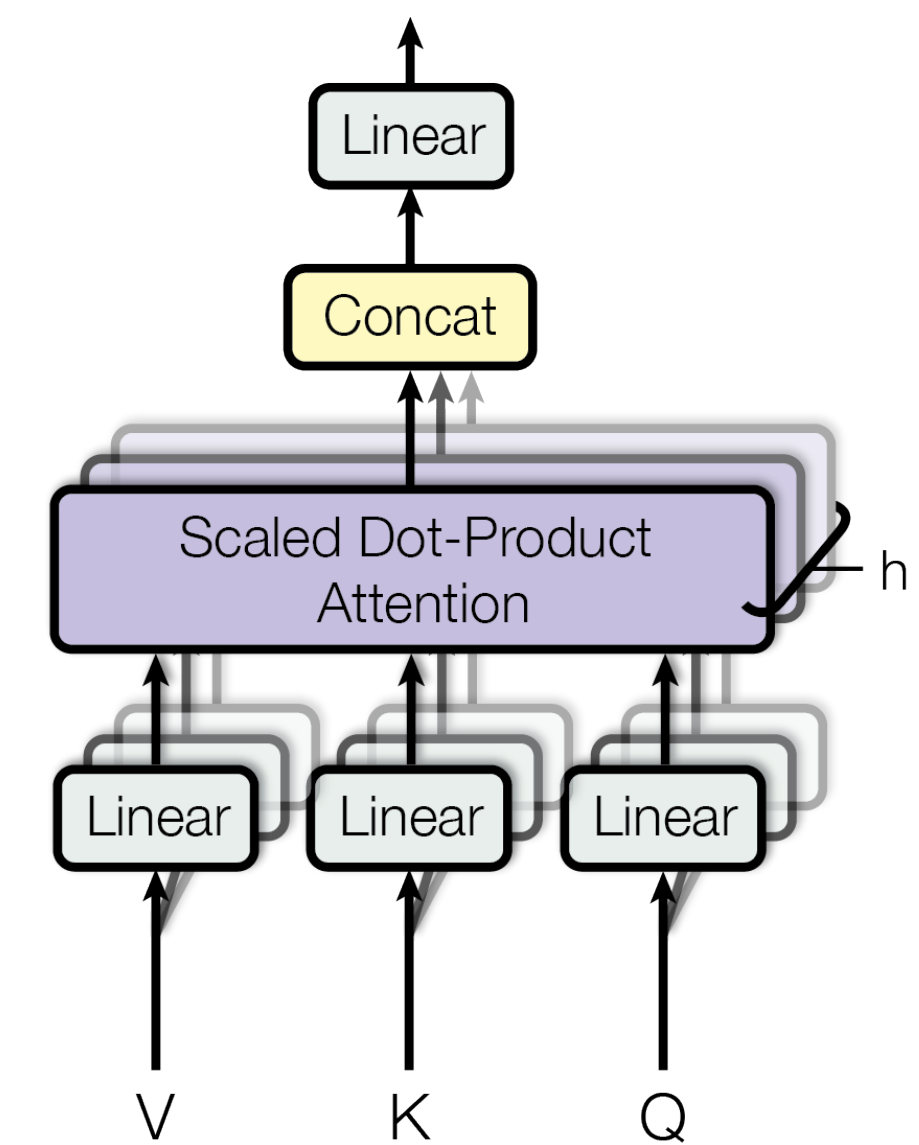 Linear
Concat
Scaled Dot-Product
Attention
h
Linear Linear Linear
V K Q